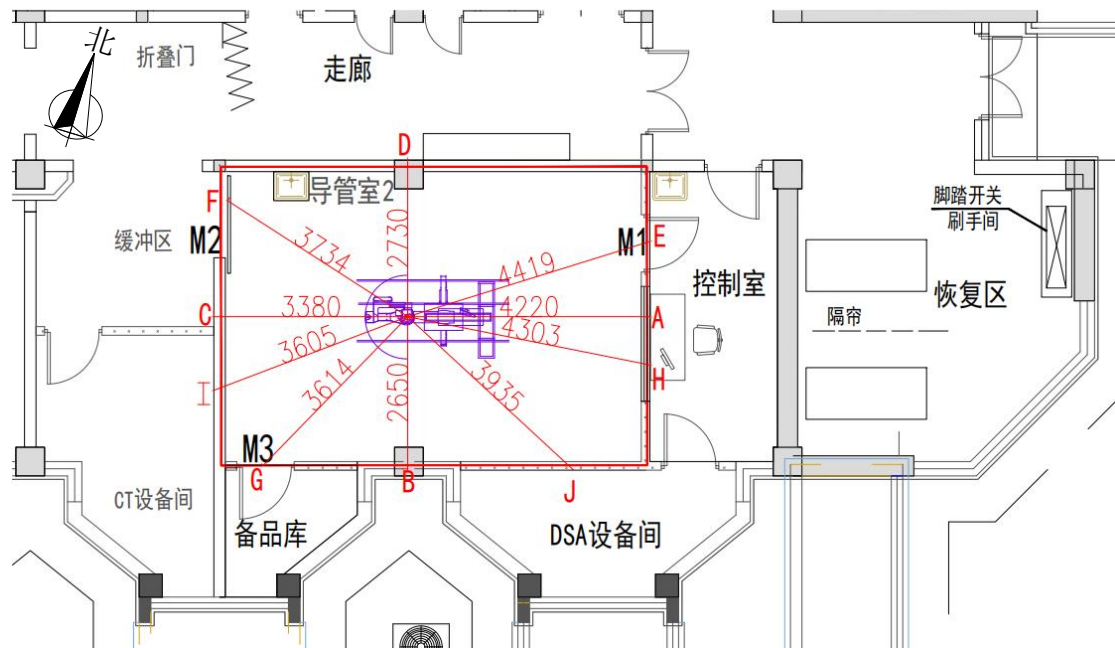 北
折叠门
走廊
D
导管室2
脚踏开关
刷手间
F
缓冲区
M2
M1
E
3734
2730
4419
控制室
恢复区
C
3380
4220
A
隔帘
4303
3605
3614
2650
3935
H
I
M3
G
B
J
CT设备间
备品库
DSA设备间